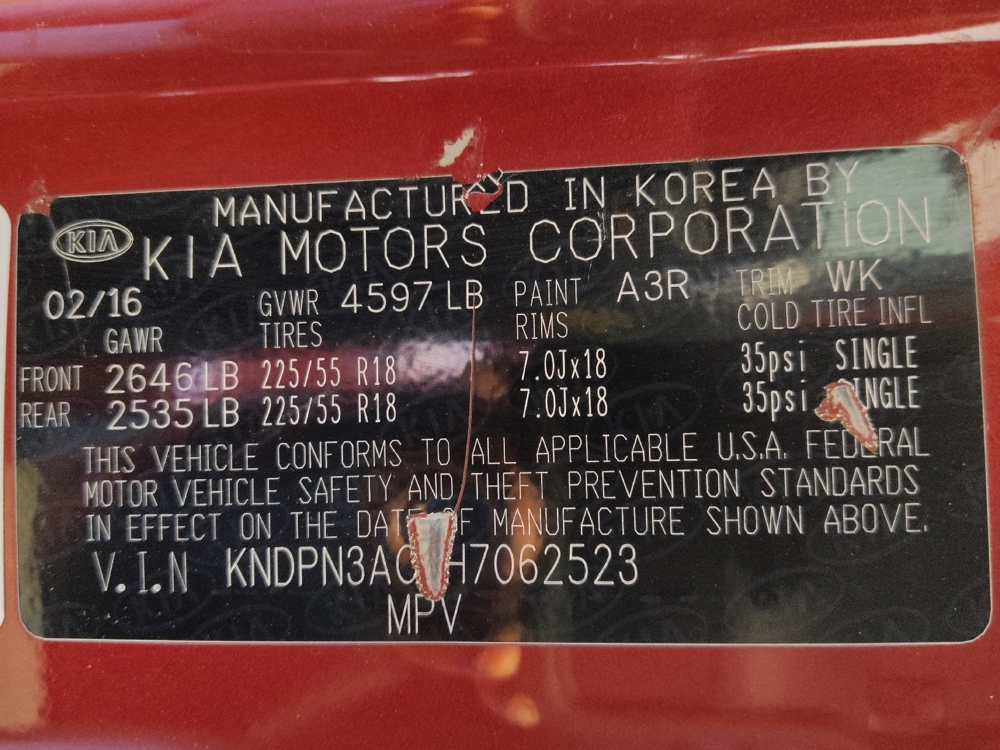 MANUFACTURED IN KOREA BY
KIA KIA MOTORS CORPORATION
02/16 GVWR 4597 LB PAINT A3R TRIM WK
GAWR TIRES RIMS COLD TIRE INFL
FRONT 2646 LB 225/55 R18 7.0Jx18 35psi SINGLE
REAR 2535 LB 225/55 R18 7.0Jx18 35psi SINGLE
THIS VEHICLE CONFORMS TO ALL APPLICABLE U.S.A. FEDERAL
MOTOR VEHICLE SAFETY AND THEFT PREVENTION STANDARDS
IN EFFECT ON THE DATE OF MANUFACTURE SHOWN ABOVE.
V.I.N
MPV